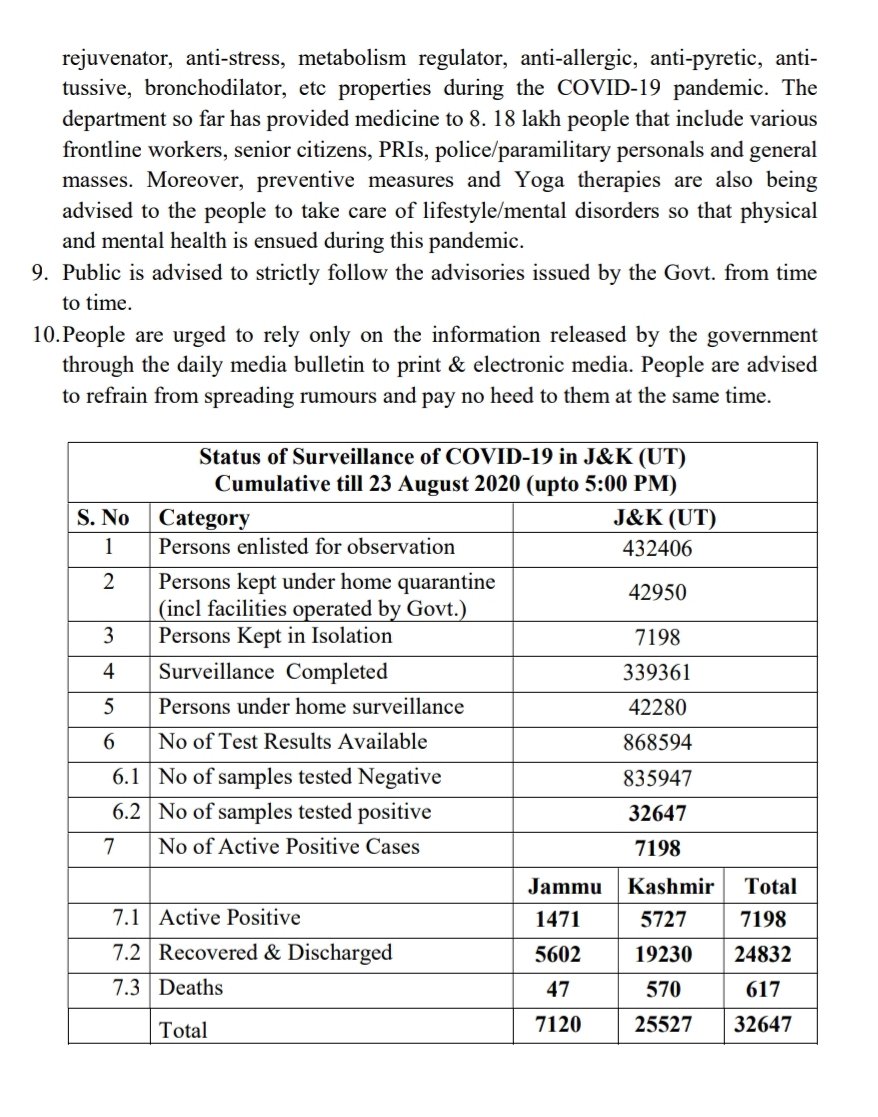 rejuvenator, anti-stress, metabolism regulator, anti-allergic, anti-pyretic, anti-
tussive, bronchodilator, etc properties during the COVID-19 pandemic. The
department so far has provided medicine to 8. 18 lakh people that include various
frontline workers, senior citizens, PRIs, police/paramilitary personals and general
masses. Moreover, preventive measures and Yoga therapies are also being
advised to the people to take care of lifestyle/mental disorders so that physical
and mental health is ensued during this pandemic.
9. Public is advised to strictly follow the advisories issued by the Govt. from time
to time.
10.People are urged to rely only on the information released by the government
through the daily media bulletin to print & electronic media. People are advised
to refrain from spreading rumours and pay no heed to them at the same time.
Status of Surveillance of COVID-19 in J&K (UT)
Cumulative till 23 August 2020 (upto 5:00 PM)
S. No Category J&K (UT)
1 Persons enlisted for observation 432406
2 Persons kept under home quarantine
(incl facilities operated by Govt.) 42950
3 Persons Kept in Isolation 7198
4 Surveillance Completed 339361
5 Persons under home surveillance 42280
6 No of Test Results Available 868594
6.1 No of samples tested Negative 835947
6.2 No of samples tested positive 32647
7 No of Active Positive Cases 7198
Jammu Kashmir Total
7.1 Active Positive 1471 5727 7198
7.2 Recovered & Discharged 5602 19230 24832
7.3 Deaths 47 570 617
Total 7120 25527 32647